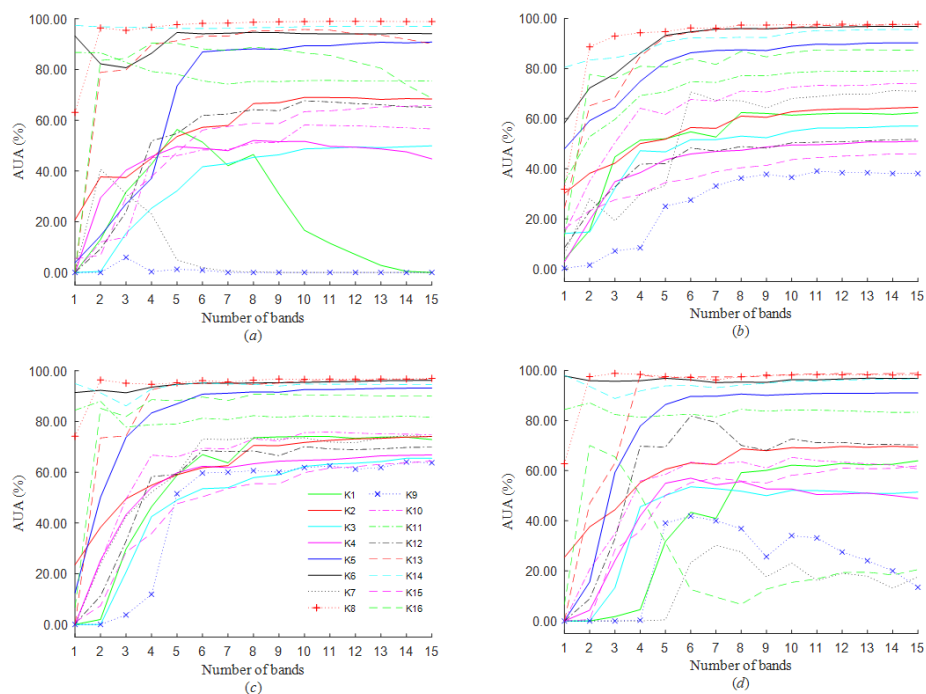 100.00
80.00
60.00
40.00
20.00
0.00
AUA (%)
1 2 3 4 5 6 7 8 9 10 11 12 13 14 15
Number of bands
(a)
100.00
80.00
60.00
40.00
20.00
0.00
AUA (%)
1 2 3 4 5 6 7 8 9 10 11 12 13 14 15
Number of bands
(b)
100.00
80.00
60.00
40.00
20.00
0.00
AUA (%)
K1 K9
K2 K10
K3 K11
K4 K12
K5 K13
K6 K14
K7 K15
K8 K16
1 2 3 4 5 6 7 8 9 10 11 12 13 14 15
Number of bands
(c)
100.00
80.00
60.00
40.00
20.00
0.00
AUA (%)
1 2 3 4 5 6 7 8 9 10 11 12 13 14 15
Number of bands
(d)